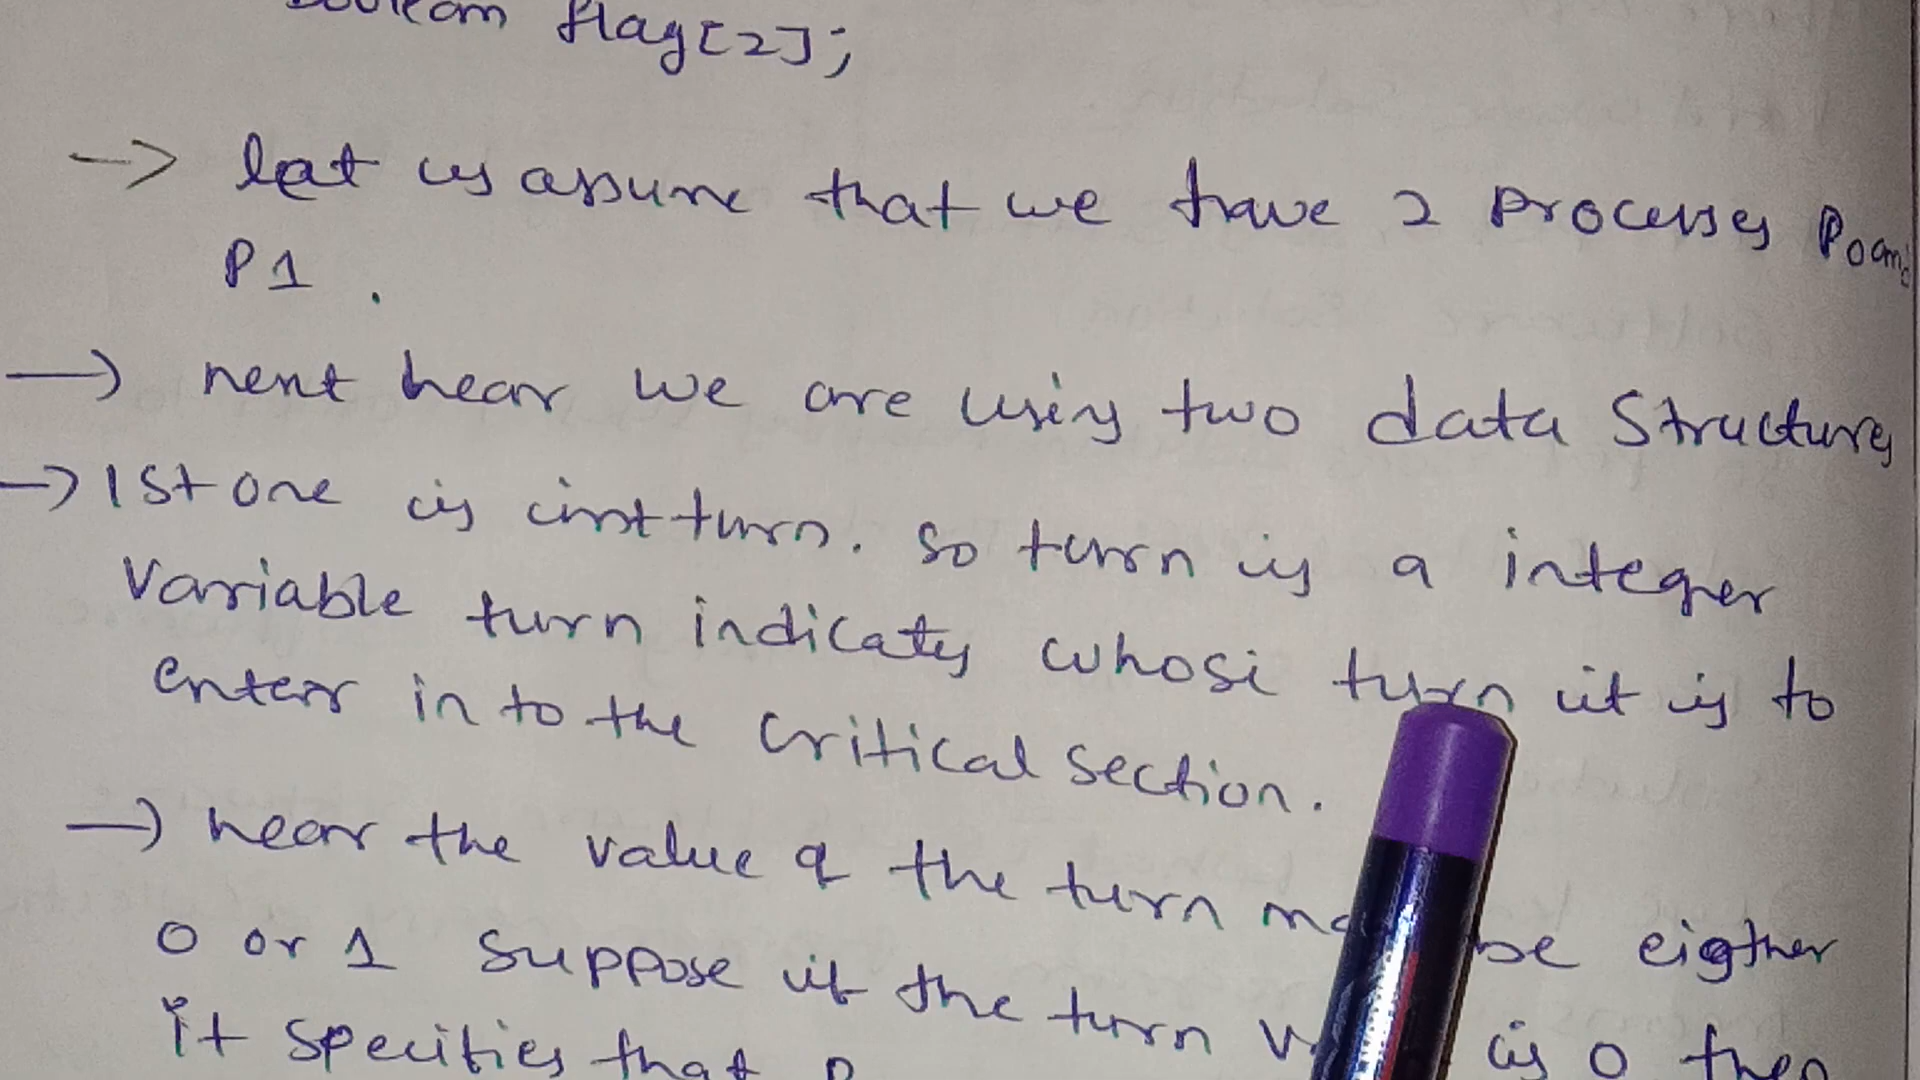 boolean flag[2];
-> let us assume that we have 2 processes P0 and
P1 .
-> next hear we are using two data structures
-> 1st one is int turn. So turn is a integer
variable turn indicates whose turn it is to
enter in to the critical section.
-> hear the value of the turn be eigther
0 or 1 suppose if the turn is 0 then
it specifies that